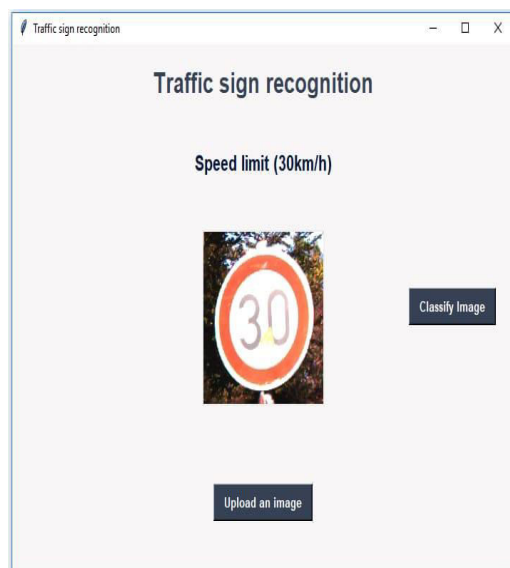 Traffic sign recognition
Traffic sign recognition
Speed limit (30km/h)
30
Classify Image
Upload an image